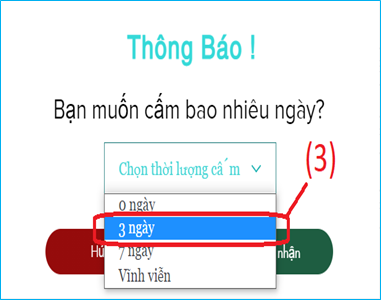 Thông Báo !
Bạn muốn cấm bao nhiêu ngày?
Chọn thời lượng cấm
(3)
0 ngày
3 ngày
7 ngày
nhận
Vĩnh viễn